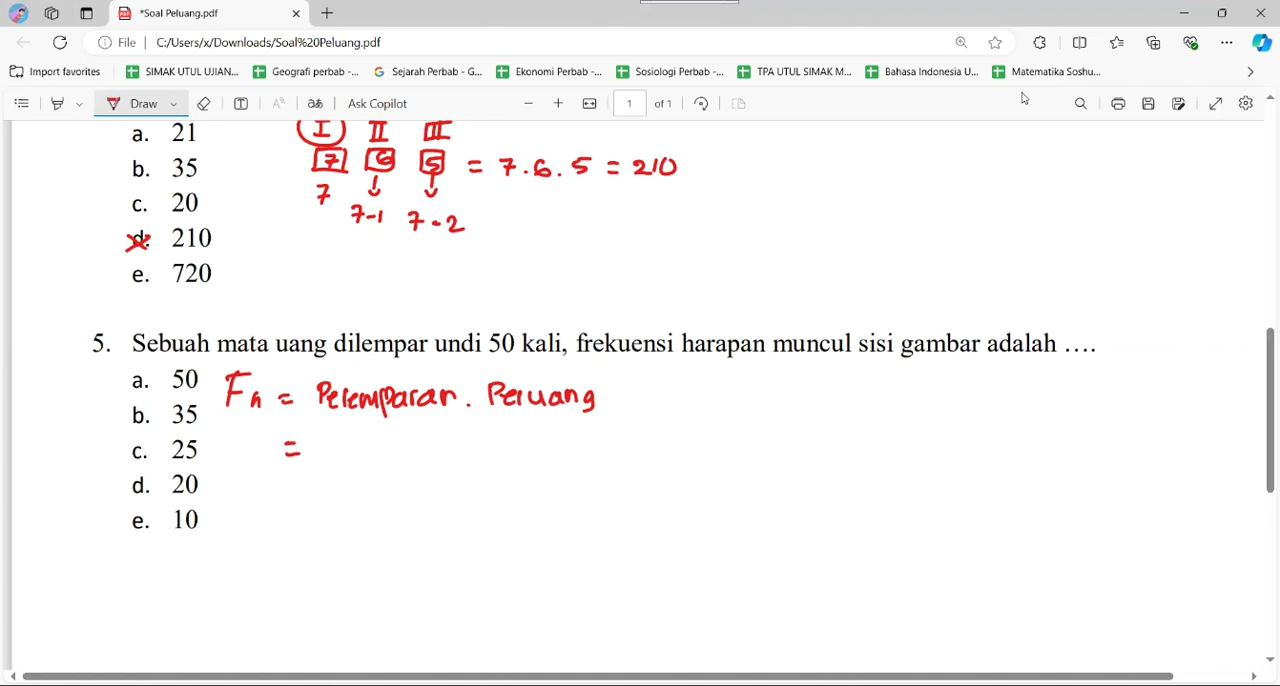 *Soal Peluang.pdf
File C:/Users/x/Downloads/Soal%20Peluang.pdf
Import favorites SIMAK UTUL UJIAN... Geografi perbab -... Sejarah Perbab - G... Ekonomi Perbab -... Sosiologi Perbab -... TPA UTUL SIMAK M... Bahasa Indonesia U... Matematika Soshu...
Draw Ask Copilot 1 of 1
a. 21
I II III
b. 35
7 6 5 = 7.6.5 = 210
c. 20
7 7-1 7-2
d. 210
e. 720
5. Sebuah mata uang dilempar undi 50 kali, frekuensi harapan muncul sisi gambar adalah ….
a. 50
Fh = Pelemparan . Peluang
b. 35
c. 25
=
d. 20
e. 10